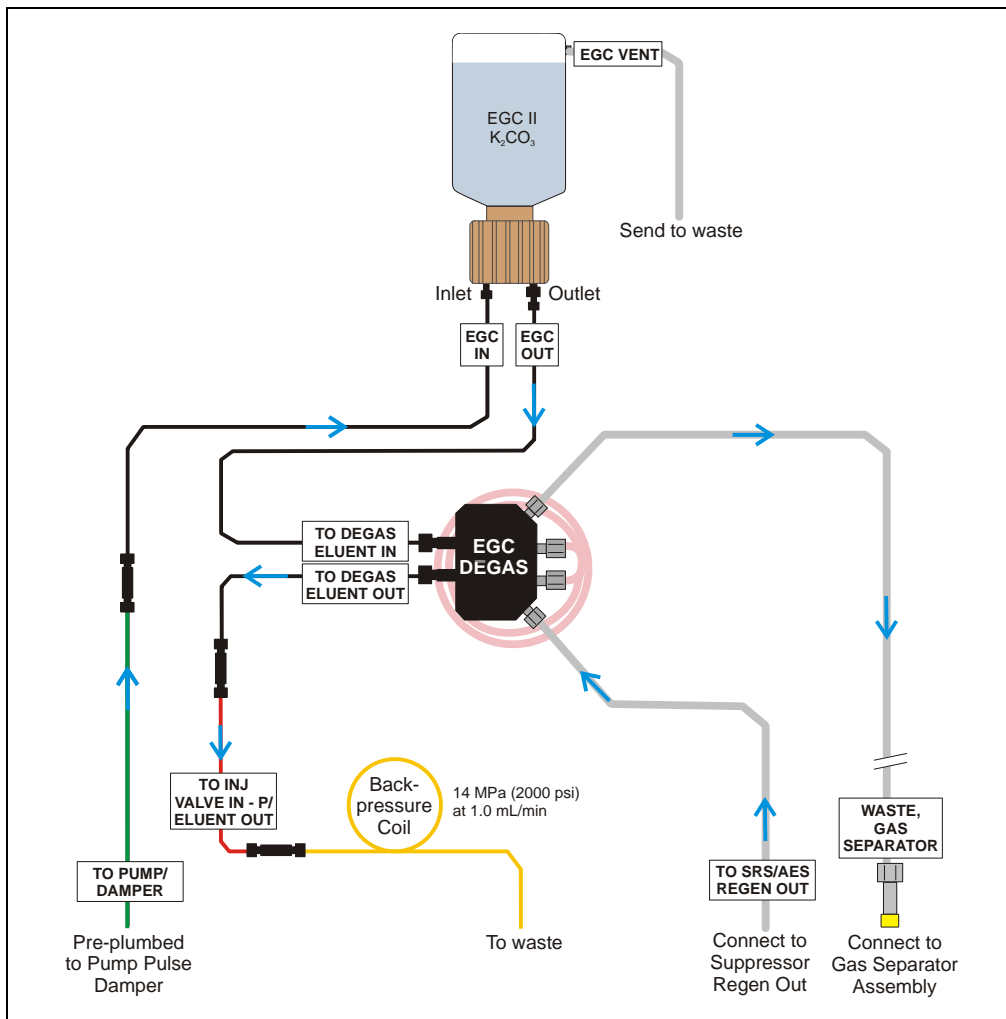 EGC VENT
EGC II
K₂CO₃
Send to waste
Inlet
Outlet
EGC
IN
EGC
OUT
TO DEGAS
ELUENT IN
EGC
DEGAS
TO DEGAS
ELUENT OUT
TO INJ
VALVE IN - P/
ELUENT OUT
Back-
pressure
Coil
14 MPa (2000 psi)
at 1.0 mL/min
WASTE,
GAS
SEPARATOR
TO PUMP/
DAMPER
TO SRS/AES
REGEN OUT
Pre-plumbed
to Pump Pulse
Damper
To waste
Connect to
Suppressor
Regen Out
Connect to
Gas Separator
Assembly